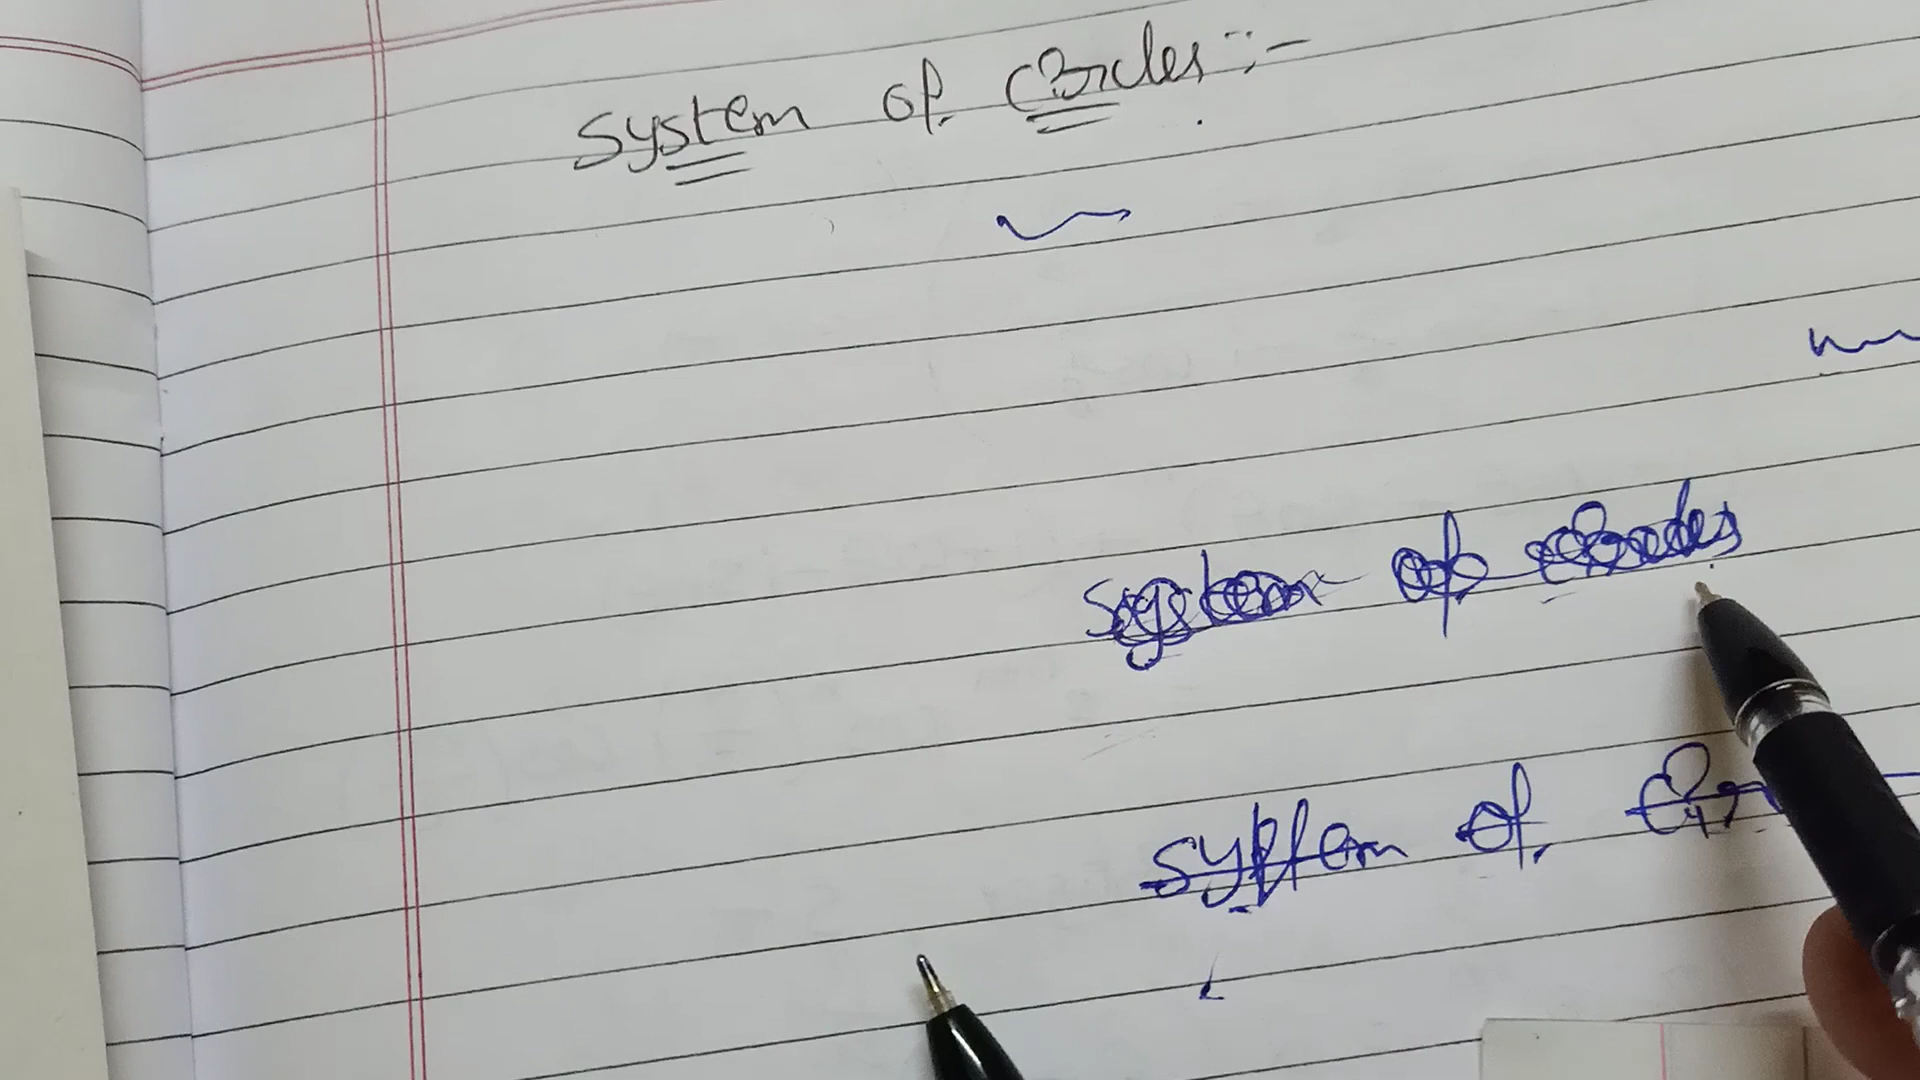 System of Circles :-
System of Circles
System of